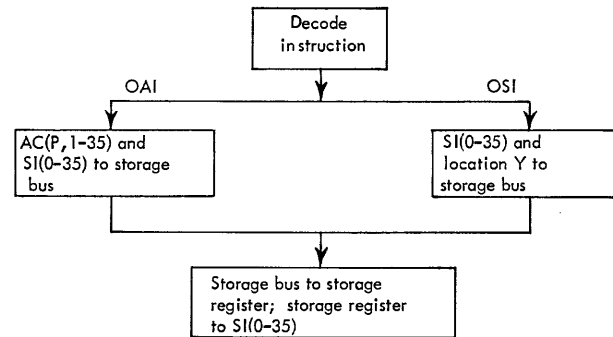 Decode
instruction
OAI
OSI
AC(P,1-35) and
SI(0-35) to storage
bus
SI(0-35) and
location Y to
storage bus
Storage bus to storage
register; storage register
to SI(0-35)